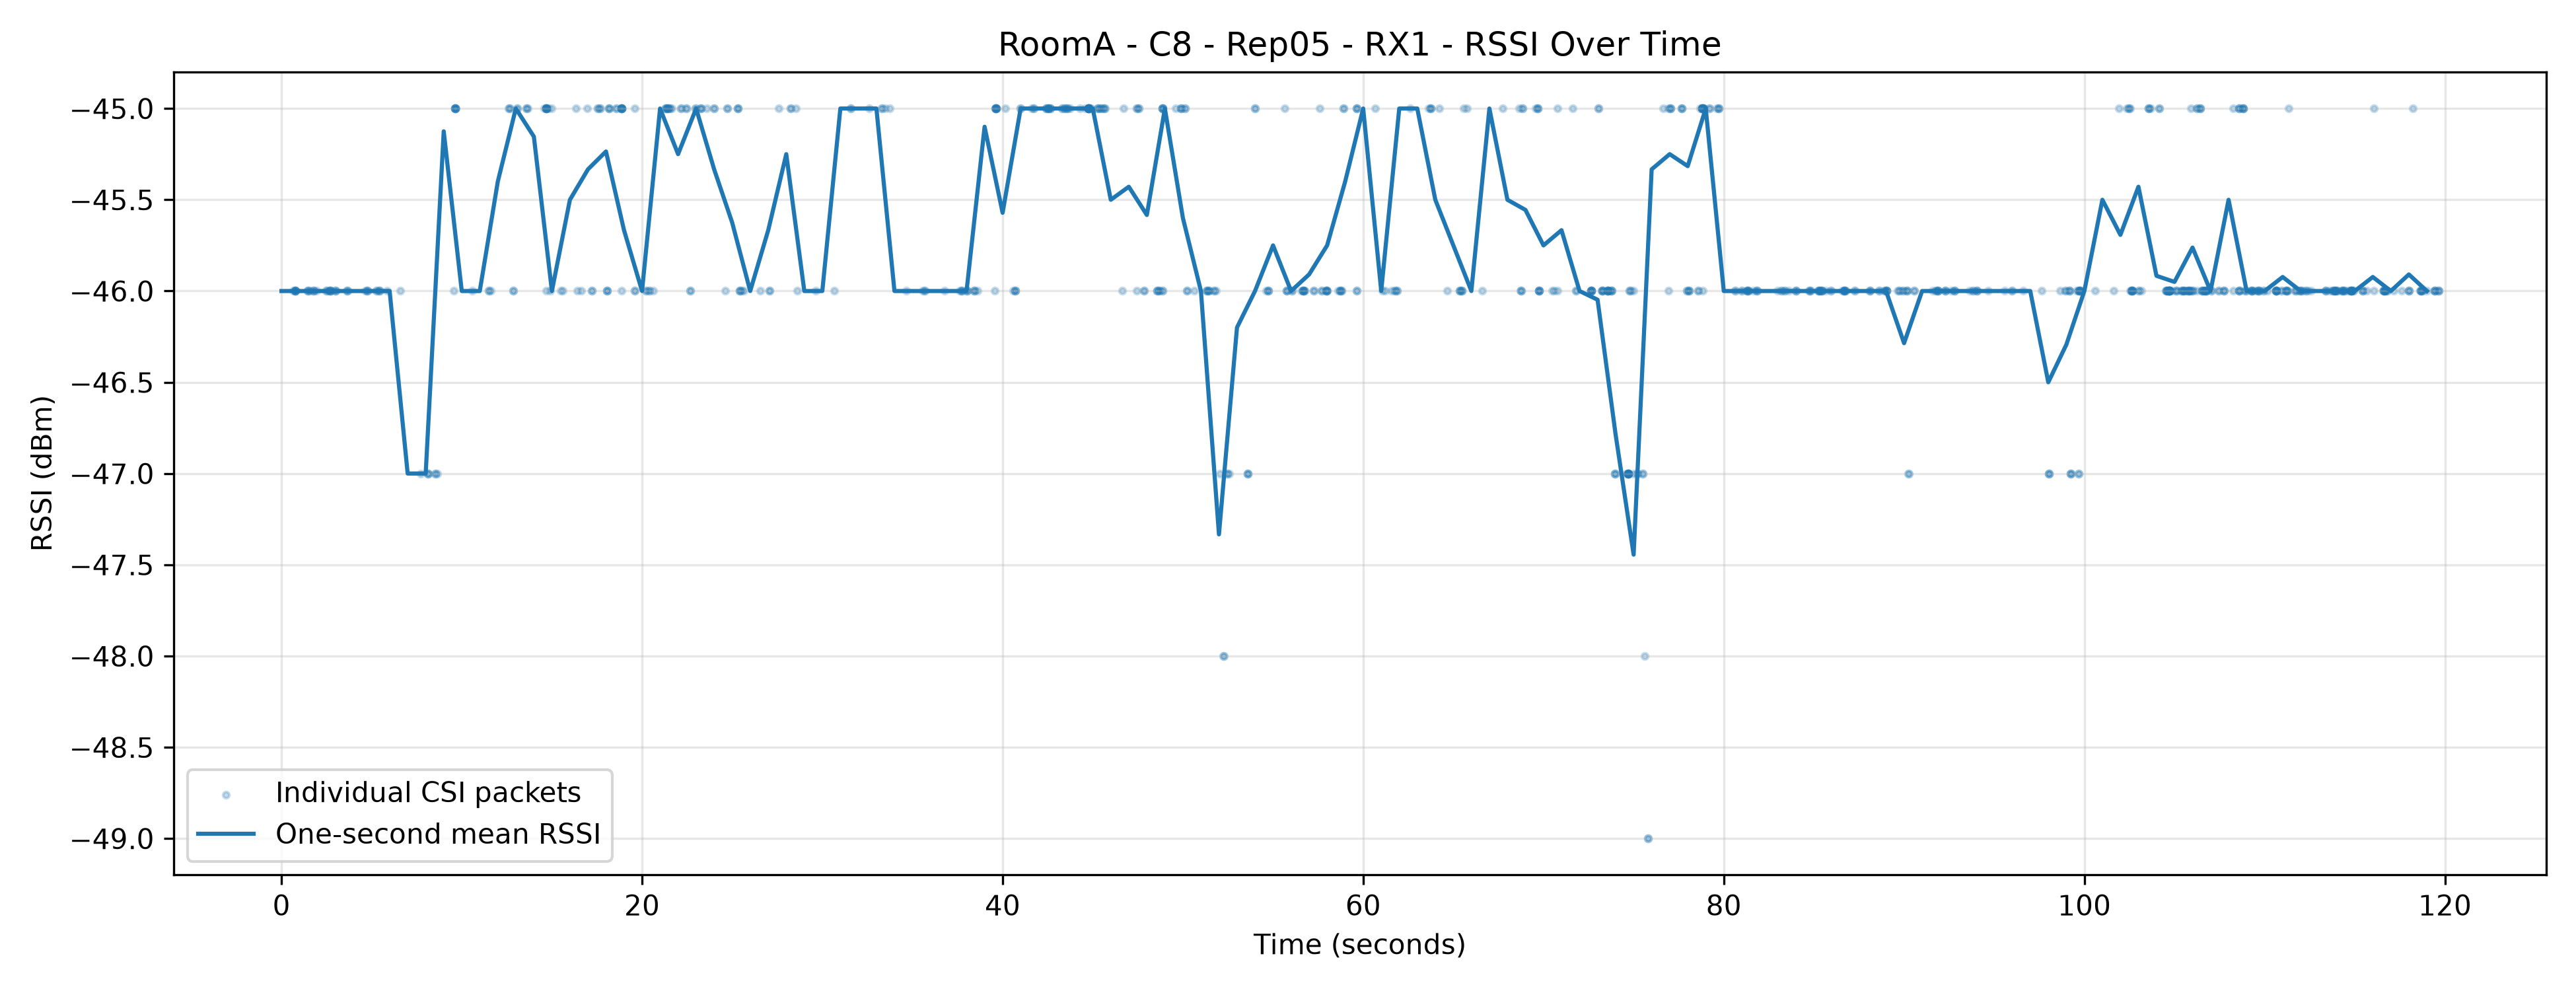 RoomA - C8 - Rep05 - RX1 - RSSI Over Time
RSSI (dBm)
−45.0
−45.5
−46.0
−46.5
−47.0
−47.5
−48.0
−48.5
−49.0
Individual CSI packets
One-second mean RSSI
0 20 40 60 80 100 120
Time (seconds)